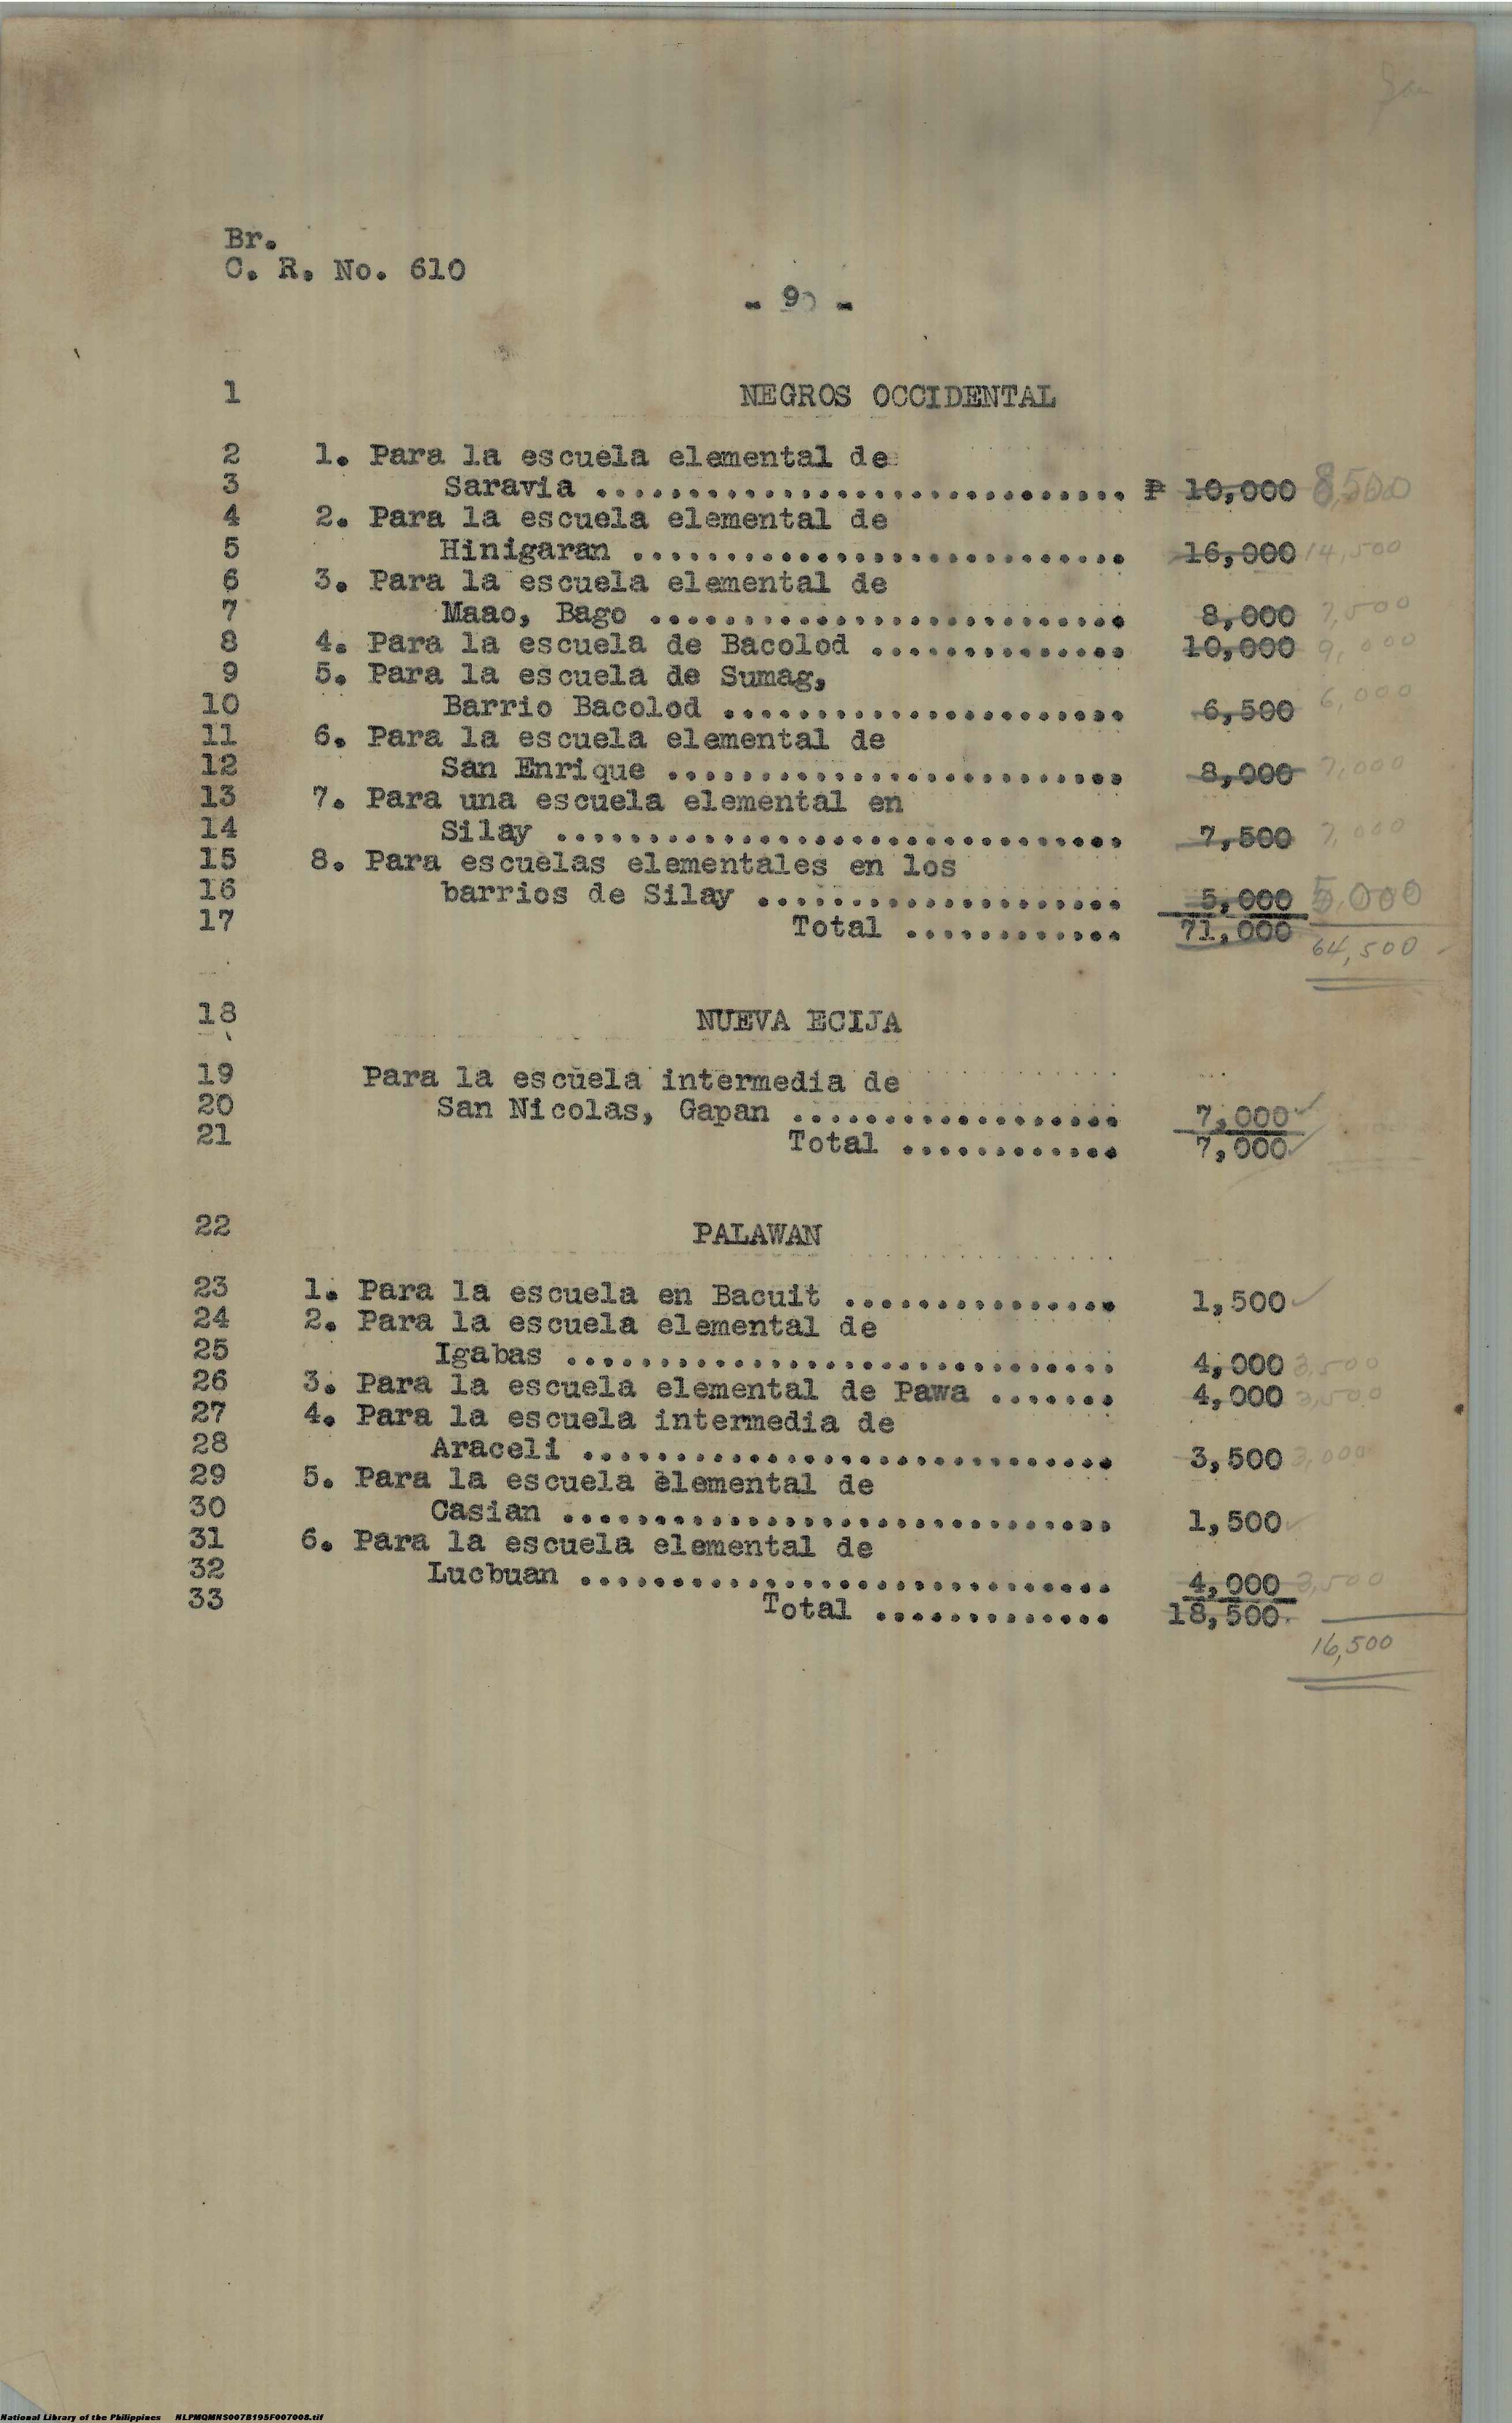 Br.
C. R. No. 610
- 9 -
1 NEGROS OCCIDENTAL
2 1. Para la escuela elemental de
3 Saravia ............................. ₱ 10,000 8,500
4 2. Para la escuela elemental de
5 Hinigaran ........................... 16,000 14,500
6 3. Para la escuela elemental de
7 Maao, Bago .......................... 8,000 7,500
8 4. Para la escuela de Bacolod .............. 10,000 9,000
9 5. Para la escuela de Sumag,
10 Barrio Bacolod ...................... 6,500 6,000
11 6. Para la escuela elemental de
12 San Enrique ......................... 8,000 7,000
13 7. Para una escuela elemental en
14 Silay ............................... 7,500 7,000
15 8. Para escuelas elementales en los
16 barrios de Silay .................... 5,000 5,000
17 Total ............ 71,000
64,500
18 NUEVA ECIJA
19 Para la escuela intermedia de
20 San Nicolas, Gapan .................. 7,000 ✓
21 Total ............ 7,000 ✓
22 PALAWAN
23 1. Para la escuela en Bacuit ............... 1,500 ✓
24 2. Para la escuela elemental de
25 Igabas .............................. 4,000 3,500
26 3. Para la escuela elemental de Pawa ....... 4,000 3,500
27 4. Para la escuela intermedia de
28 Araceli ............................. 3,500 3,000
29 5. Para la escuela elemental de
30 Casian .............................. 1,500 ✓
31 6. Para la escuela elemental de
32 Lucbuan ............................. 4,000 3,500
33 Total ............. 18,500
16,500
National Library of the Philippines NLPMQMNS007B195F007008.tif